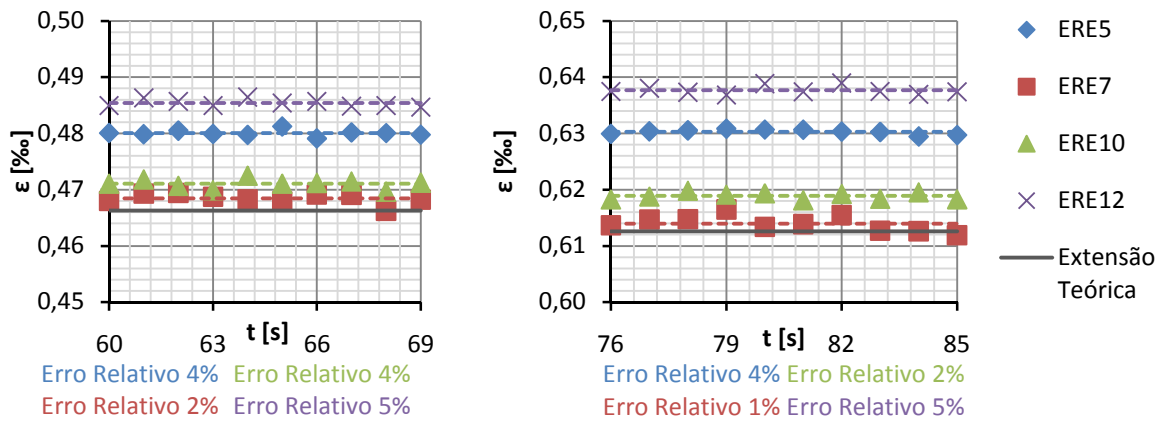 0,50
0,49
0,48
0,47
0,46
0,45
ε [‰]
60 63 66 69
t [s]
Erro Relativo 4% Erro Relativo 4%
Erro Relativo 2% Erro Relativo 5%
0,65
0,64
0,63
0,62
0,61
0,60
ε [‰]
76 79 82 85
t [s]
Erro Relativo 4% Erro Relativo 2%
Erro Relativo 1% Erro Relativo 5%
ERE5
ERE7
ERE10
ERE12
Extensão
Teórica